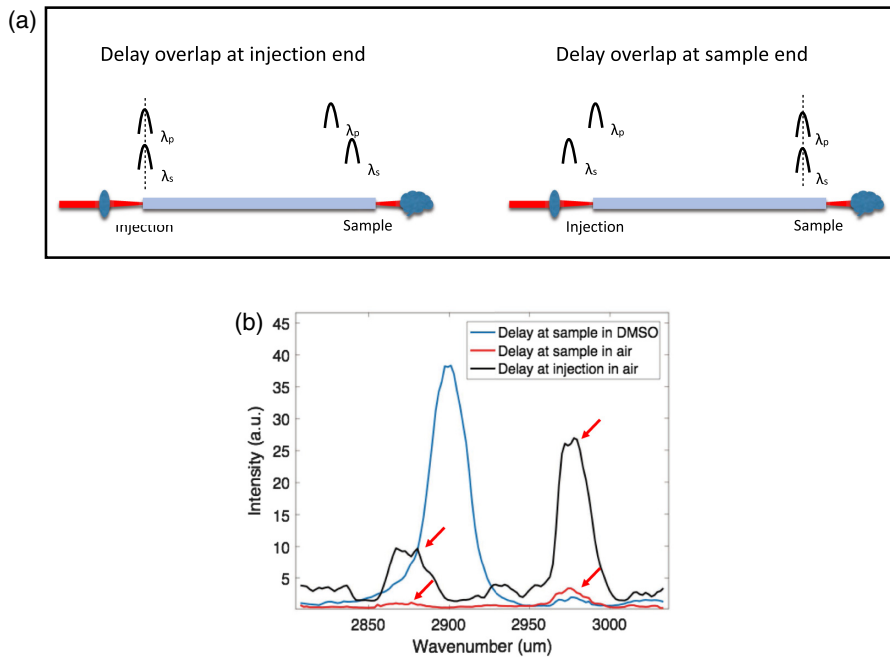 (a)
Delay overlap at injection end
Delay overlap at sample end
λp
λs
λp
λs
λp
λs
λp
λs
Injection
Sample
Injection
Sample
(b)
45
40
35
30
25
20
15
10
5
Delay at sample in DMSO
Delay at sample in air
Delay at injection in air
Intensity (a.u.)
2850
2900
2950
3000
Wavenumber (um)